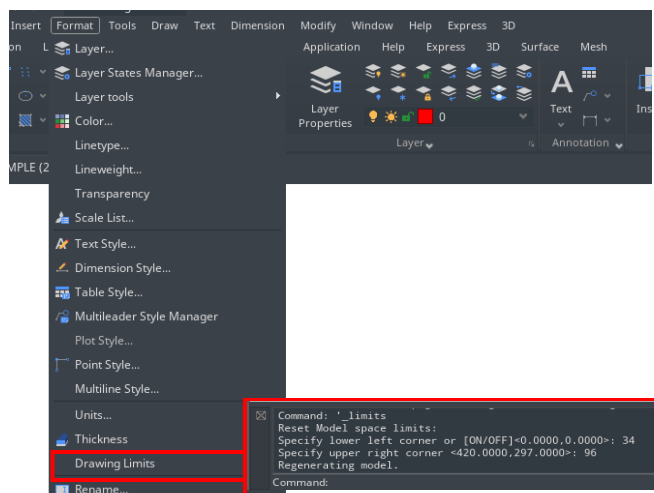 Insert Format Tools Draw Text Dimension Modify Window Help Express 3D
on L Application Help Express 3D Surface Mesh
Layer...
Layer States Manager...
Layer tools
Color...
Linetype...
Lineweight...
Transparency
Scale List...
Text Style...
Dimension Style...
Table Style...
Multileader Style Manager
Plot Style...
Point Style...
Multiline Style...
Units...
Thickness
Drawing Limits
Rename...
MPLE (2
Layer
Properties
0
Layer
Text
Ins
Annotation
Command: '_limits
Reset Model space limits:
Specify lower left corner or [ON/OFF]<0.0000,0.0000>: 34
Specify upper right corner <420.0000,297.0000>: 96
Regenerating model.
Command: